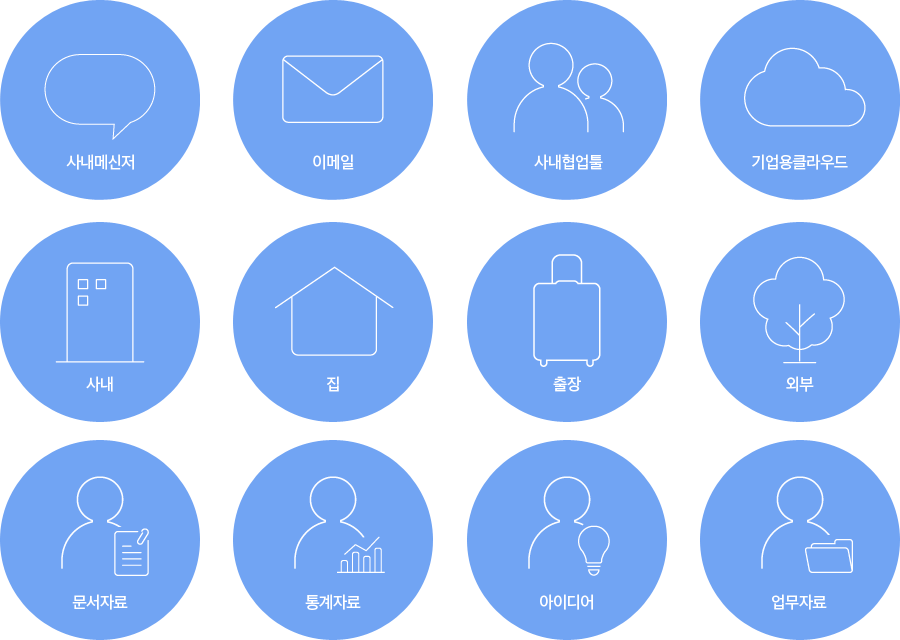 사내메신저
이메일
사내협업툴
기업용클라우드
사내
집
출장
외부
문서자료
통계자료
아이디어
업무자료